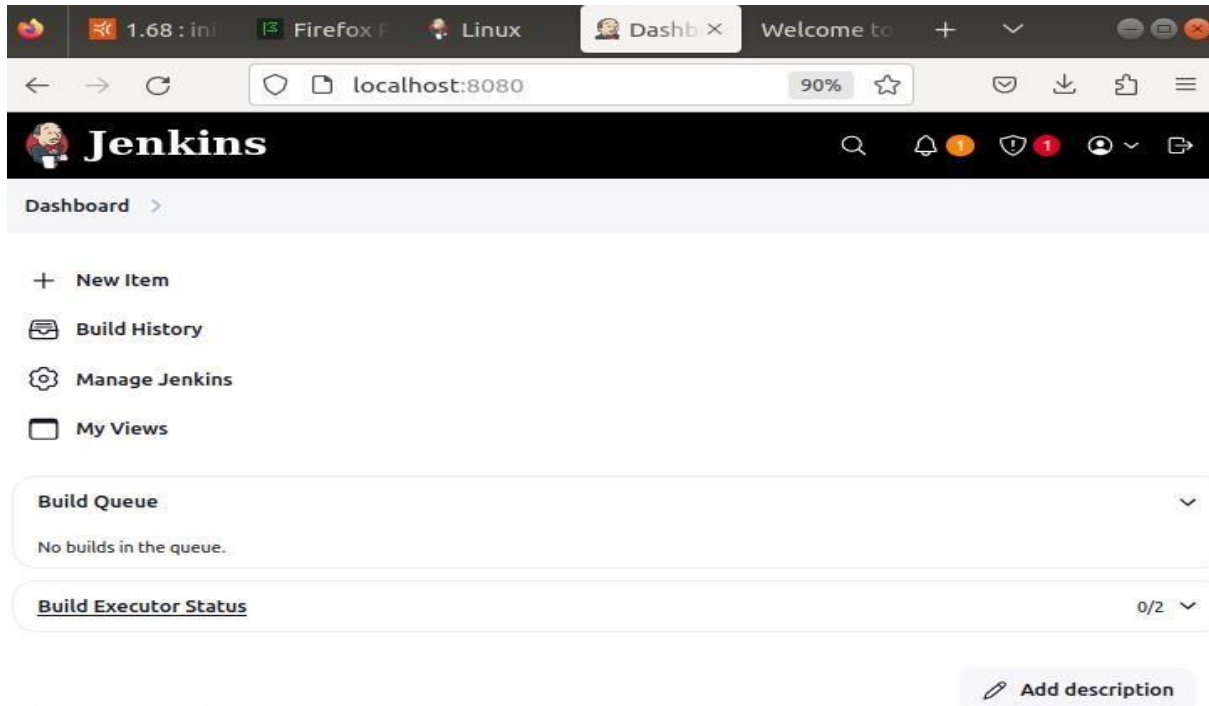 1.68 : ini Firefox Linux Dashb Welcome to
localhost:8080 90%
Jenkins 1 1
Dashboard
New Item
Build History
Manage Jenkins
My Views
Build Queue
No builds in the queue.
Build Executor Status 0/2
Add description